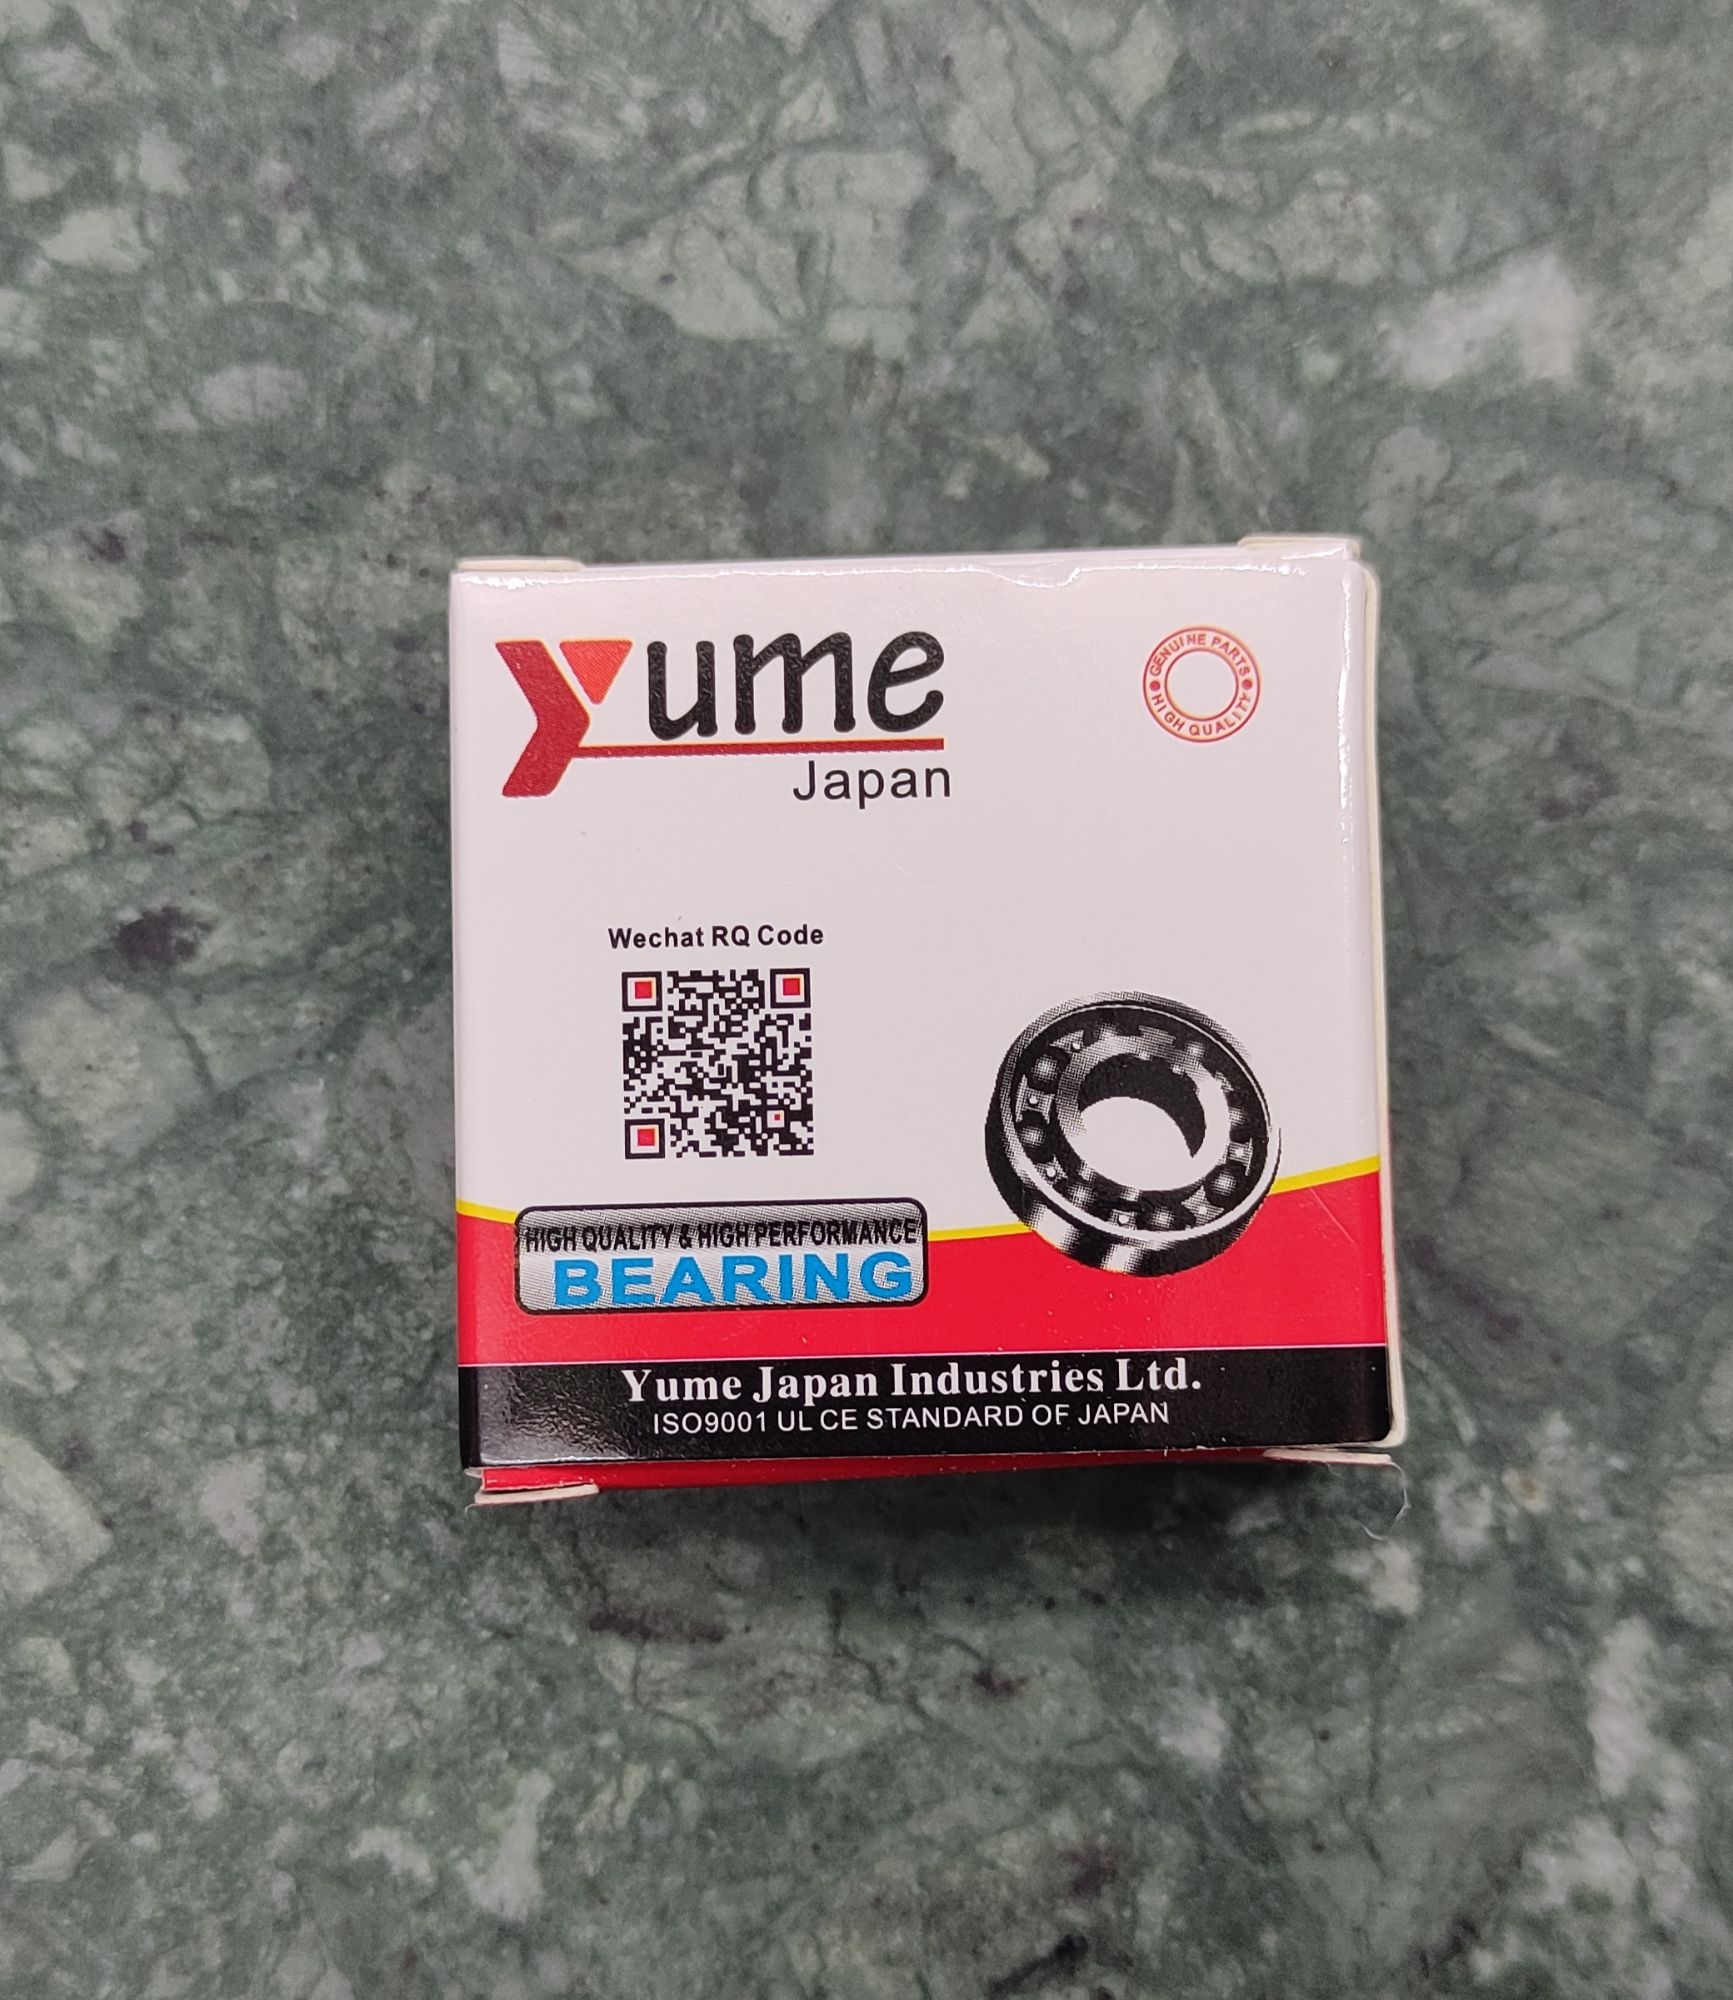 Yume
Japan
GENUINE PARTS
HIGH QUALITY
Wechat RQ Code
HIGH QUALITY & HIGH PERFORMANCE
BEARING
Yume Japan Industries Ltd.
ISO9001 UL CE STANDARD OF JAPAN